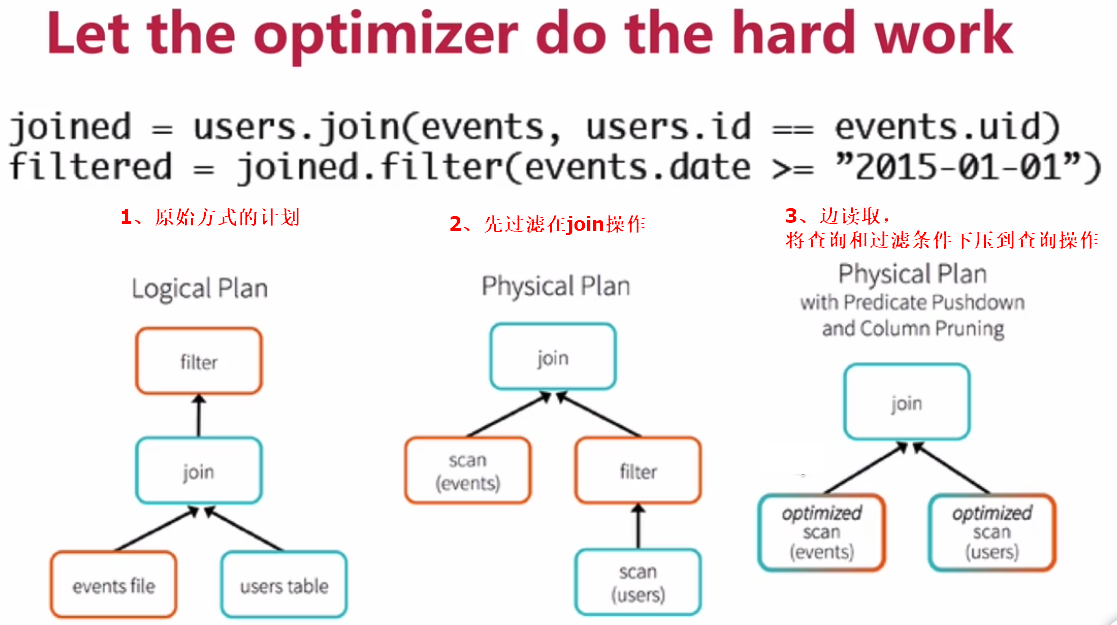 Let the optimizer do the hard work
joined = users.join(events, users.id == events.uid)
filtered = joined.filter(events.date >= ”2015-01-01”)
1、原始方式的计划
2、先过滤在join操作
3、边读取，
将查询和过滤条件下压到查询操作
Logical Plan
filter
join
events file
users table
Physical Plan
join
scan
(events)
filter
scan
(users)
Physical Plan
with Predicate Pushdown
and Column Pruning
join
optimized
scan
(events)
optimized
scan
(users)